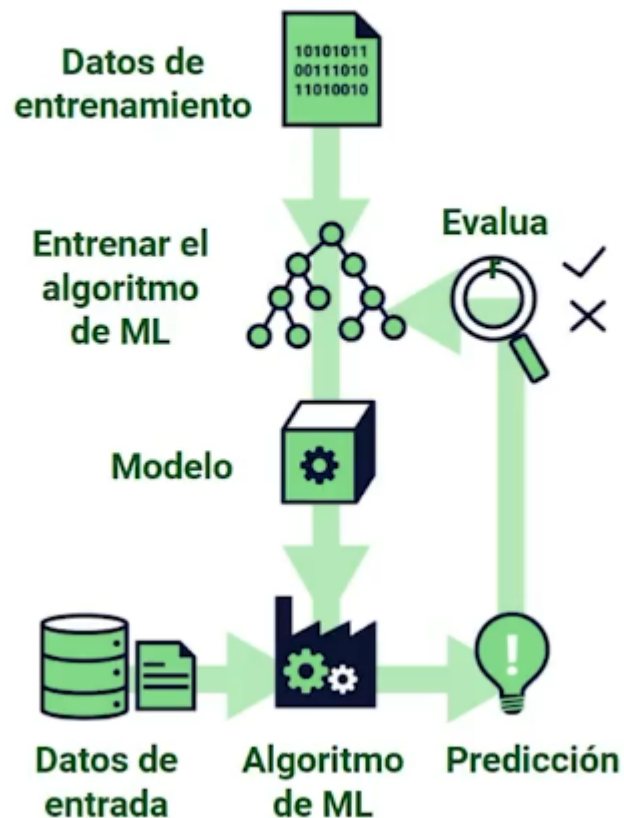 10101011
00111010
11010010
Datos de
entrenamiento
Evalua
r
Entrenar el
algoritmo
de ML
Modelo
!
Datos de
entrada
Algoritmo
de ML
Predicción